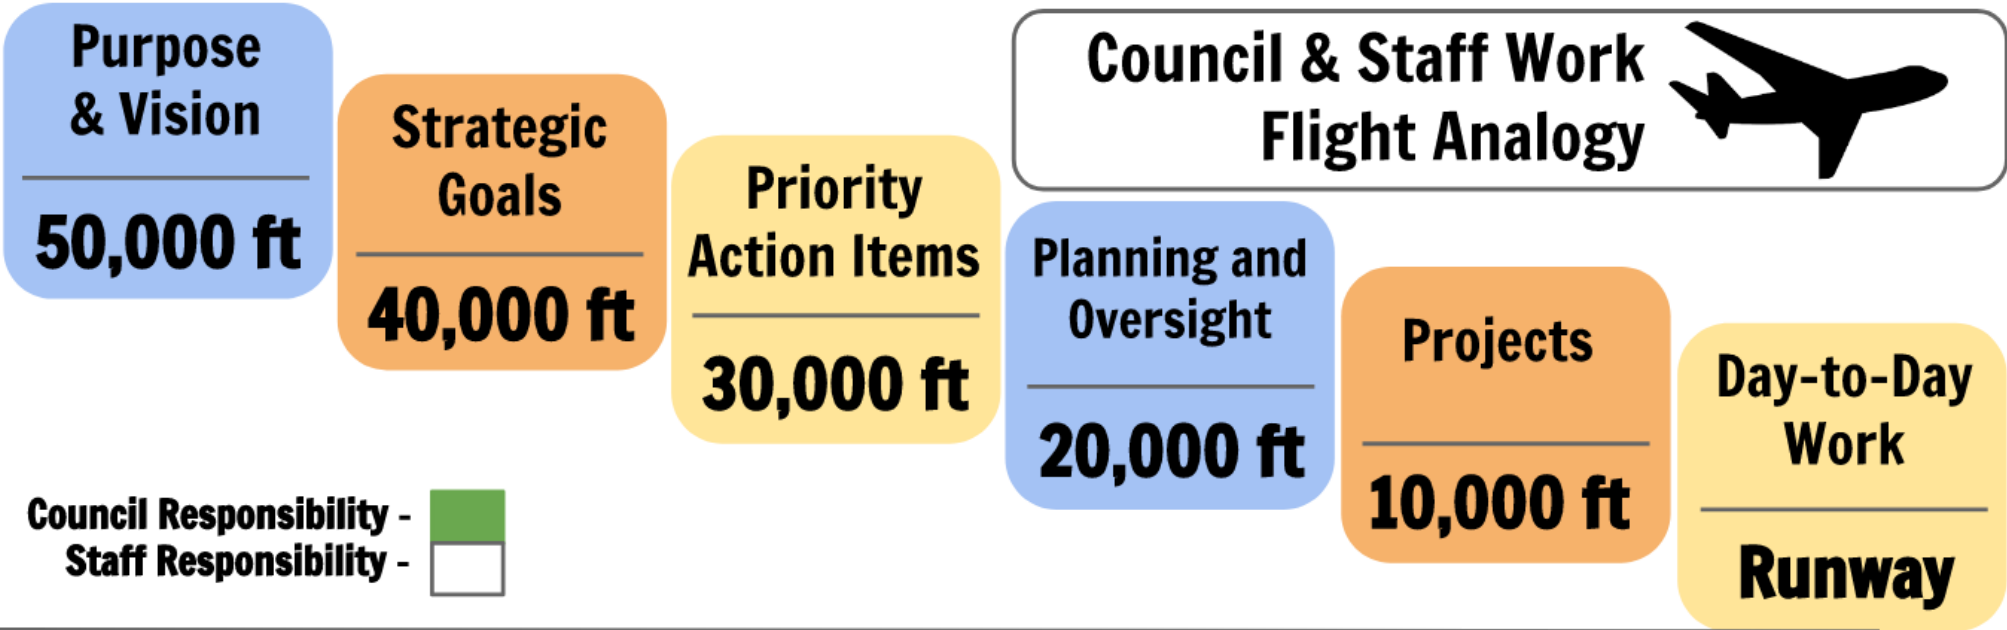 Purpose
& Vision
50,000 ft
Strategic
Goals
40,000 ft
Priority
Action Items
30,000 ft
Council & Staff Work
Flight Analogy
Planning and
Oversight
20,000 ft
Projects
10,000 ft
Day-to-Day
Work
Runway
Council Responsibility -
Staff Responsibility -